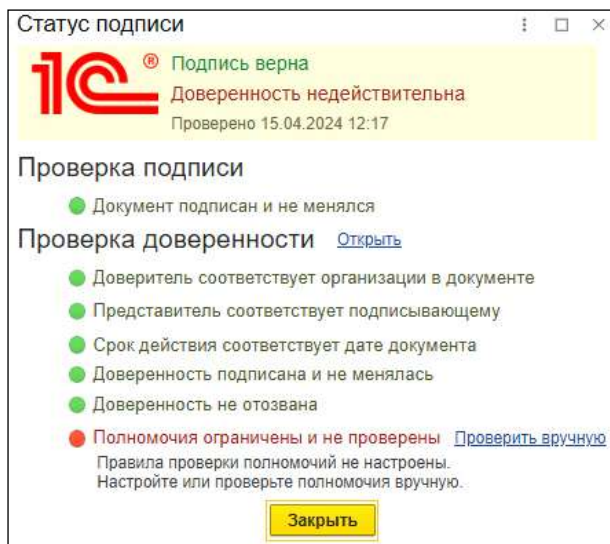 Статус подписи
1С ®
Подпись верна
Доверенность недействительна
Проверено 15.04.2024 12:17
Проверка подписи
Документ подписан и не менялся
Проверка доверенности Открыть
Доверитель соответствует организации в документе
Представитель соответствует подписывающему
Срок действия соответствует дате документа
Доверенность подписана и не менялась
Доверенность не отозвана
Полномочия ограничены и не проверены Проверить вручную
Правила проверки полномочий не настроены.
Настройте или проверьте полномочия вручную.
Закрыть